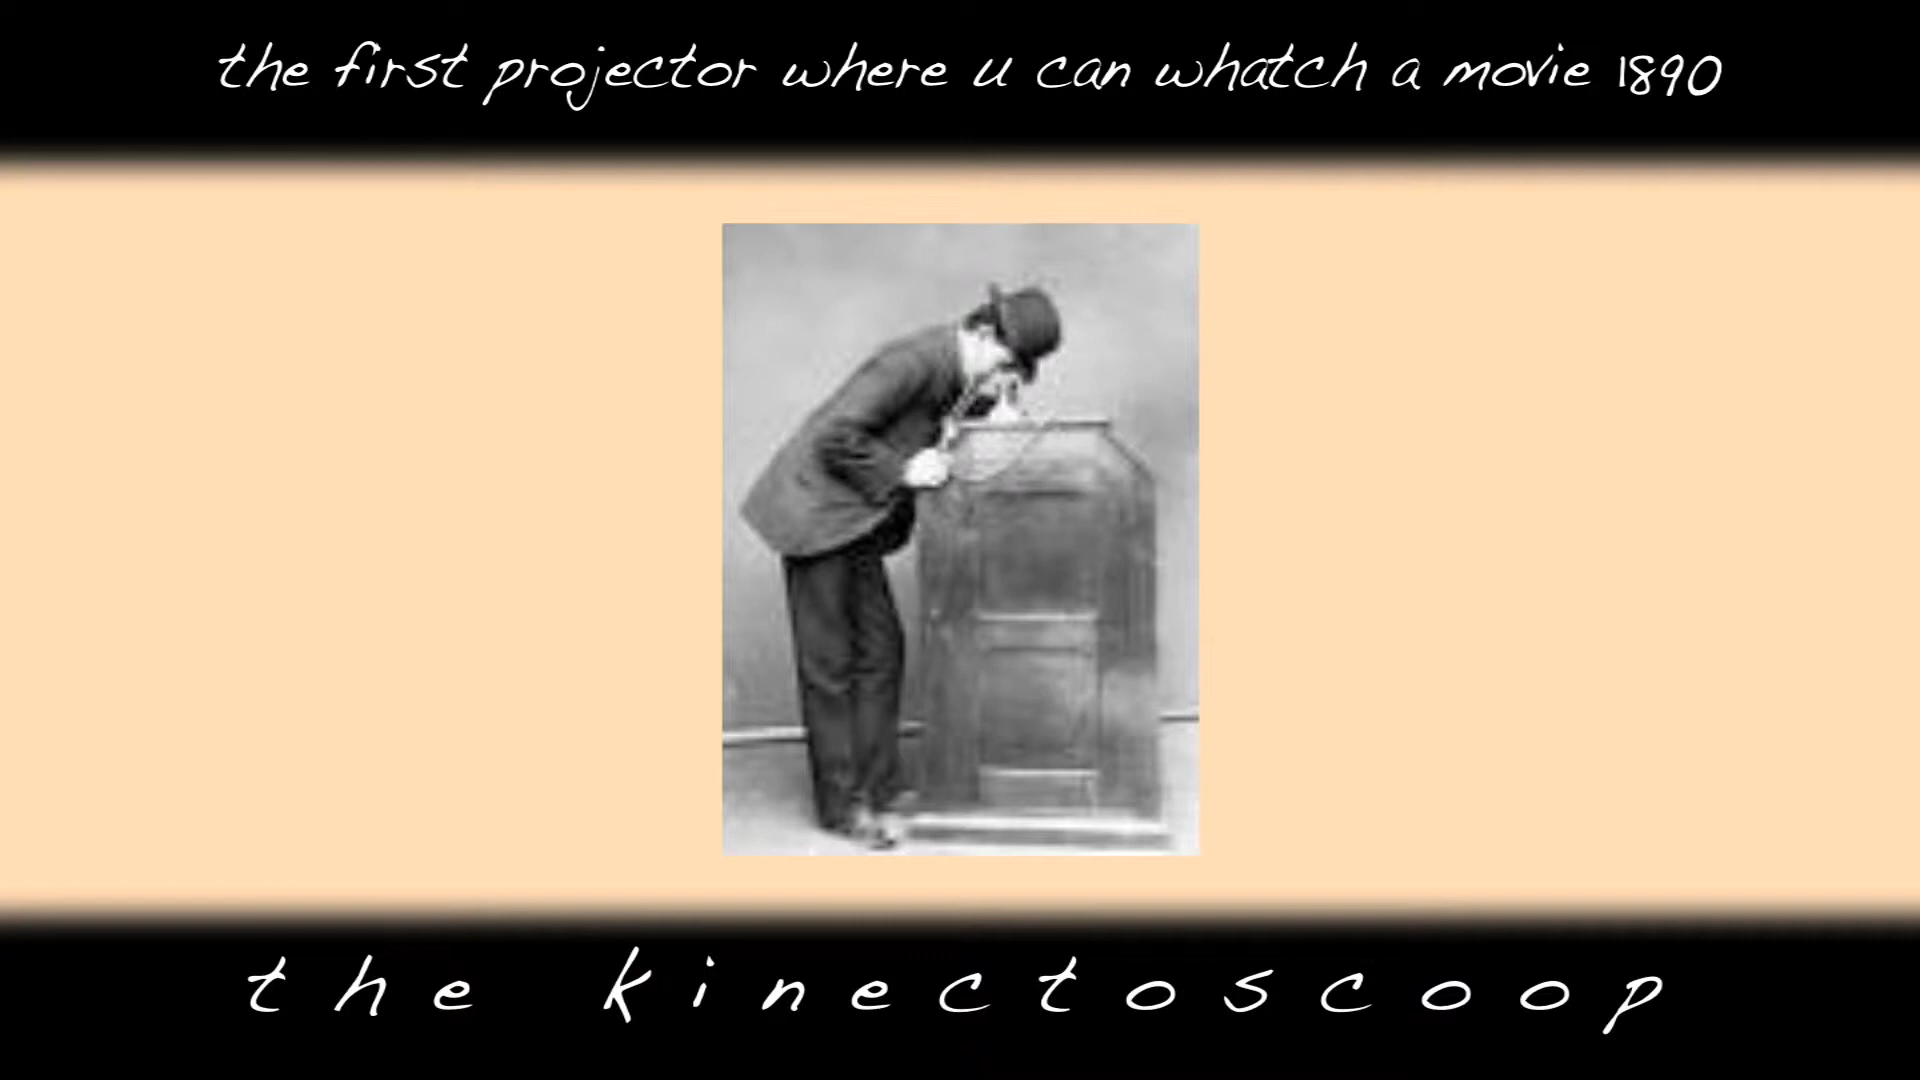 the first projector where u can whatch a movie 1890
the kinectoscoop